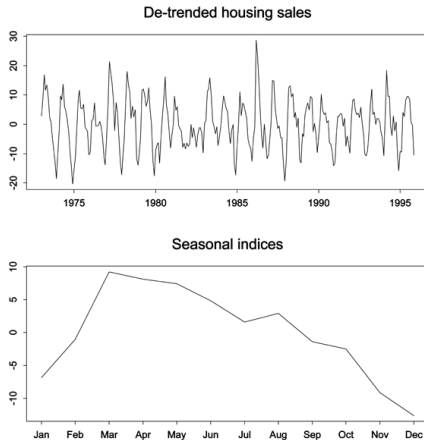 De-trended housing sales
30
20
10
0
-10
-20
1975 1980 1985 1990 1995
Seasonal indices
10
5
0
-5
-10
Jan Feb Mar Apr May Jun Jul Aug Sep Oct Nov Dec